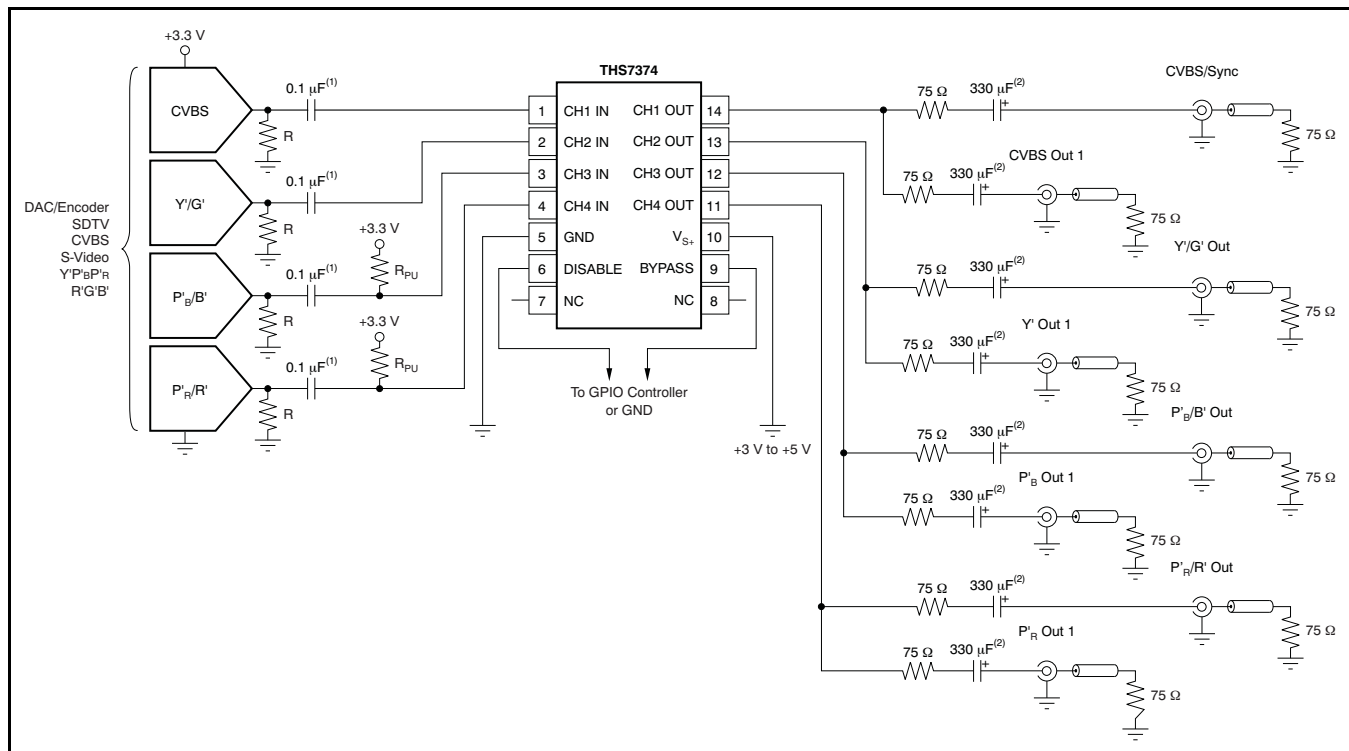 +3.3 V
DAC/Encoder
SDTV
CVBS
S-Video
Y'P'BP'R
R'G'B'
CVBS
0.1 µF(1)
R
Y'/G'
0.1 µF(1)
R
P'B/B'
0.1 µF(1)
R
+3.3 V
RPU
P'R/R'
0.1 µF(1)
R
+3.3 V
RPU
THS7374
1 CH1 IN CH1 OUT 14
2 CH2 IN CH2 OUT 13
3 CH3 IN CH3 OUT 12
4 CH4 IN CH4 OUT 11
5 GND VS+ 10
6 DISABLE BYPASS 9
7 NC NC 8
To GPIO Controller
or GND
+3 V to +5 V
CVBS/Sync
75 Ω
330 µF(2)
75 Ω
CVBS Out 1
75 Ω
330 µF(2)
75 Ω
Y'/G' Out
75 Ω
330 µF(2)
75 Ω
Y' Out 1
75 Ω
330 µF(2)
75 Ω
P'B/B' Out
75 Ω
330 µF(2)
75 Ω
P'B Out 1
75 Ω
330 µF(2)
75 Ω
P'R/R' Out
75 Ω
330 µF(2)
75 Ω
P'R Out 1
75 Ω
330 µF(2)
75 Ω